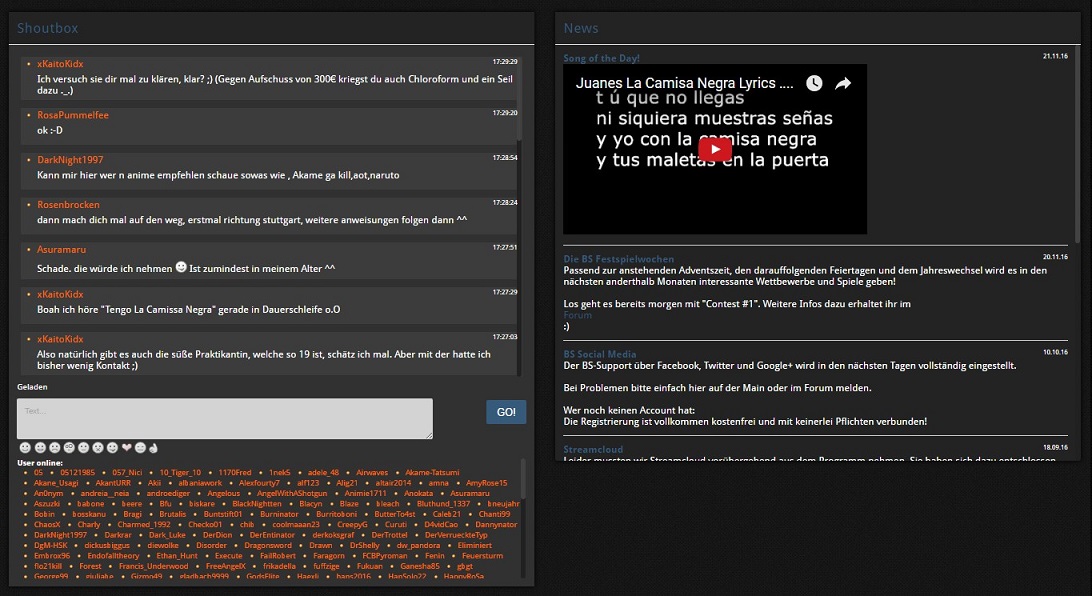 Shoutbox
xKaitoKidx 17:29:29
Ich versuch sie dir mal zu klären, klar? ;) (Gegen Aufschuss von 300€ kriegst du auch Chloroform und ein Seil
dazu ._.)
RosaPummelfee 17:29:20
ok :-D
DarkNight1997 17:28:54
Kann mir hier wer n anime empfehlen schaue sowas wie , Akame ga kill,aot,naruto
Rosenbrocken 17:28:24
dann mach dich mal auf den weg, erstmal richtung stuttgart, weitere anweisungen folgen dann ^^
Asuramaru 17:27:51
Schade. die würde ich nehmen Ist zumindest in meinem Alter ^^
xKaitoKidx 17:27:29
Boah ich höre "Tengo La Camissa Negra" gerade in Dauerschleife o.O
xKaitoKidx 17:27:03
Also natürlich gibt es auch die süße Praktikantin, welche so 19 ist, schätz ich mal. Aber mit der hatte ich
bisher wenig Kontakt ;)
Geladen
Text...
GO!
User online:
05 • 05121985 • 057_Nici • 10_Tiger_10 • 1170Fred • 1nek5 • adele_48 • Airwaves • Akame-Tatsumi
Akane_Usagi • AkantURR • Akii • albaniawork • Alexfourty7 • alf123 • Alig21 • altair2014 • amna • AmyRose15
An0nym • andreia_neia • androediger • Angelous • AngelWithAShotgun • Animie1711 • Anokata • Asuramaru
Aszuzki • babone • beere • Bfu • biskare • BlackNightten • Blacyn • Blaze • bleach • Bluthund_1337 • bneujahr
Bobin • bosskanu • Bragi • Brutalis • Buntstift01 • Burninator • Burritoboni • ButterTo4st • Caleb21 • Chanti99
ChaosX • Charly • Charmed_1992 • Checko01 • chib • coolmaaan23 • CreepyG • Curuti • D4vidCao • Dannynator
DarkNight1997 • Darkrar • Dark_Luke • DerDion • DerEntinator • derkoksgraf • DerTrottel • DerVerrueckteTyp
DgM-HSK • dickusbiggus • diewolke • Disorder • Dragonsword • Drawn • DrShelly • dw_pandora • Eliminiert
Embrox96 • Endofalltheory • Ethan_Hunt • Execute • FailRobert • Faragorn • FCBPyroman • Fenin • Feuersturm
flo21kill • Forest • Francis_Underwood • FreeAngelX • frikadella • fuffzige • Fukuan • Ganesha85 • gbgt
George99 • giuliahe • Gizmo49 • gladbach9999 • GodsElite • Haexli • hans2016 • HanSolo22 • HappyRoSa
News
Song of the Day! 21.11.16
Juanes La Camisa Negra Lyrics ....
t ú que no llegas
ni siquiera muestras señas
y yo con la camisa negra
y tus maletas en la puerta
Die BS Festspielwochen 20.11.16
Passend zur anstehenden Adventszeit, den darauffolgenden Feiertagen und dem Jahreswechsel wird es in den
nächsten anderthalb Monaten interessante Wettbewerbe und Spiele geben!
Los geht es bereits morgen mit "Contest #1". Weitere Infos dazu erhaltet ihr im
Forum
:)
BS Social Media 10.10.16
Der BS-Support über Facebook, Twitter und Google+ wird in den nächsten Tagen vollständig eingestellt.
Bei Problemen bitte einfach hier auf der Main oder im Forum melden.
Wer noch keinen Account hat:
Die Registrierung ist vollkommen kostenfrei und mit keinerlei Pflichten verbunden!
Streamcloud 18.09.16
Leider mussten wir Streamcloud vorübergehend aus dem Programm nehmen. Sie haben sich dazu entschlossen,